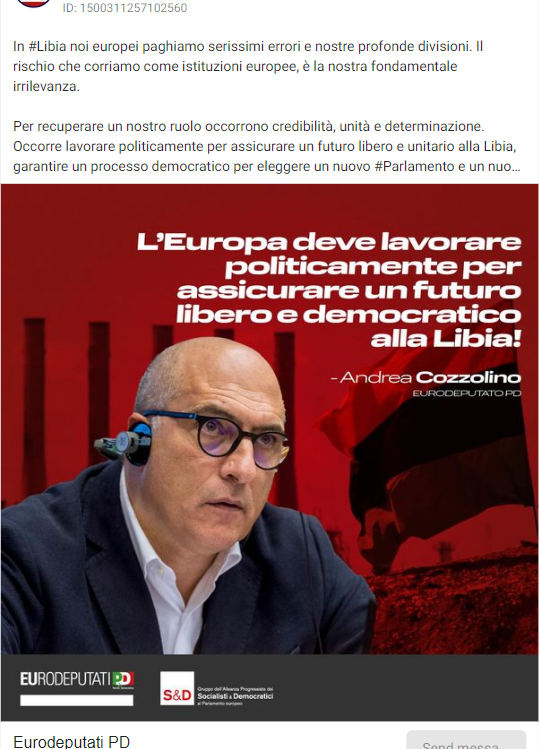 ID: 1500311257102560
In #Libia noi europei paghiamo serissimi errori e nostre profonde divisioni. Il
rischio che corriamo come istituzioni europee, è la nostra fondamentale
irrilevanza.
Per recuperare un nostro ruolo occorrono credibilità, unità e determinazione.
Occorre lavorare politicamente per assicurare un futuro libero e unitario alla Libia,
garantire un processo democratico per eleggere un nuovo #Parlamento e un nuo...
L'Europa deve lavorare
politicamente per
assicurare un futuro
libero e democratico
alla Libia!
- Andrea Cozzolino
EURODEPUTATO PD
EURODEPUTATI PD
S&D
Gruppo dell'Alleanza Progressista dei
Socialisti & Democratici
al Parlamento europeo
Eurodeputati PD
Send messa